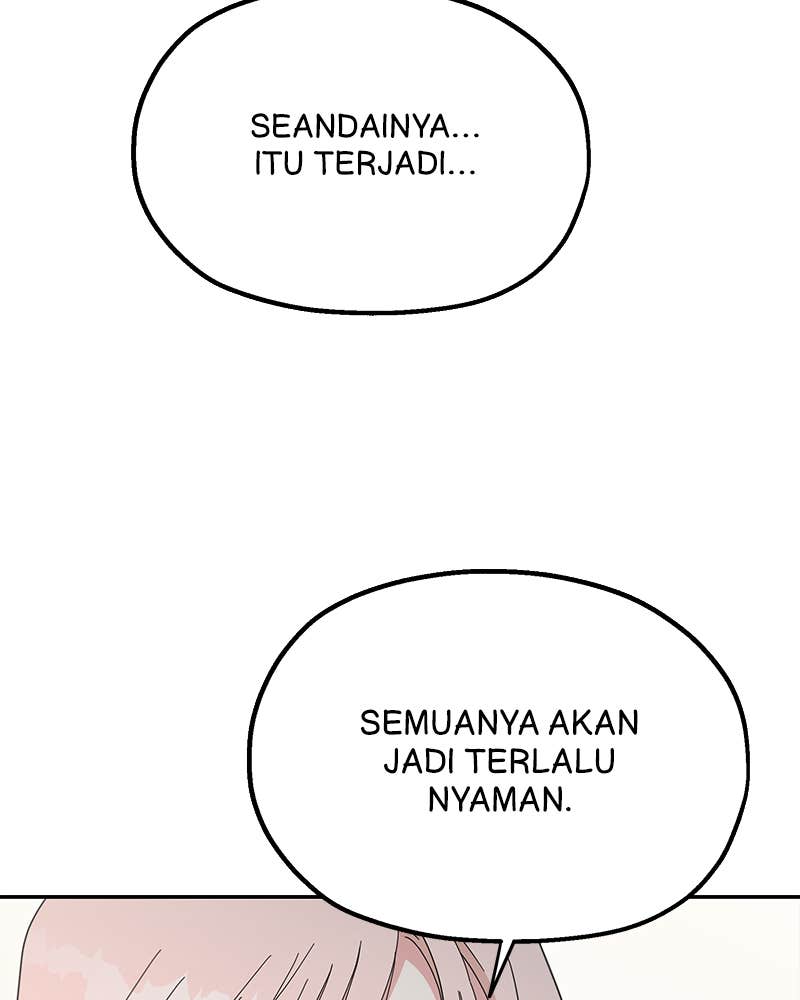 SEANDAINYA...
ITU TERJADI...
SEMUANYA AKAN
JADI TERLALU
NYAMAN.